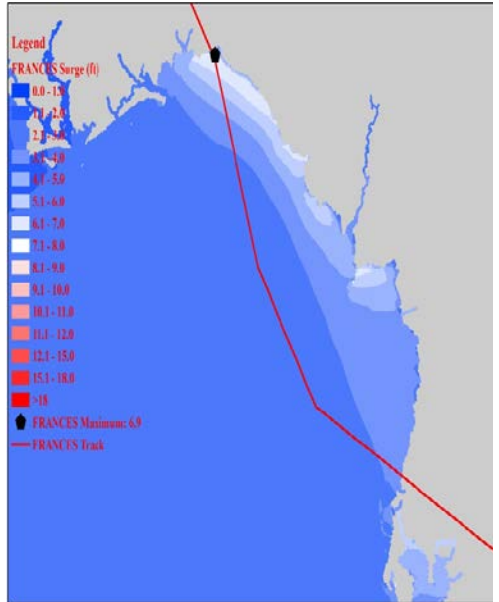 Legend
FRANCES Surge (ft)
0.0 - 1.0
1.1 - 2.0
2.1 - 3.0
3.1 - 4.0
4.1 - 5.0
5.1 - 6.0
6.1 - 7.0
7.1 - 8.0
8.1 - 9.0
9.1 - 10.0
10.1 - 11.0
11.1 - 12.0
12.1 - 15.0
15.1 - 18.0
>18
FRANCES Maximum: 6.9
FRANCES Track